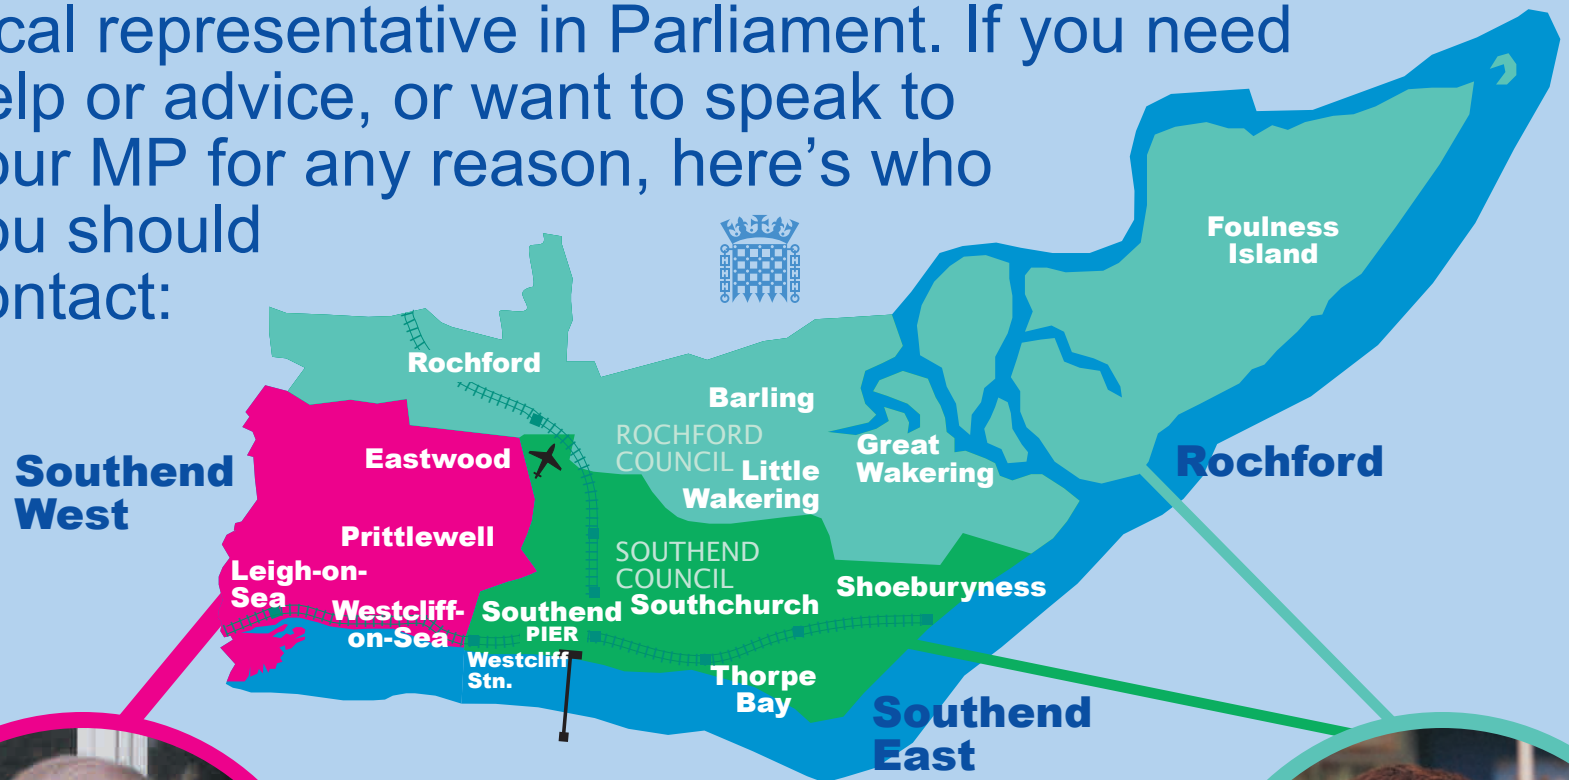 cal representative in Parliament. If you need
elp or advice, or want to speak to
our MP for any reason, here’s who
ou should
ontact:
Foulness
Island
Rochford
Barling
ROCHFORD
COUNCIL
Little
Wakering
Great
Wakering
Rochford
Southend
West
Eastwood
Prittlewell
Leigh-on-
Sea
Westcliff-
on-Sea
SOUTHEND
COUNCIL
Southend
PIER
Southchurch
Shoeburyness
Westcliff
Stn.
Thorpe
Bay
Southend
East